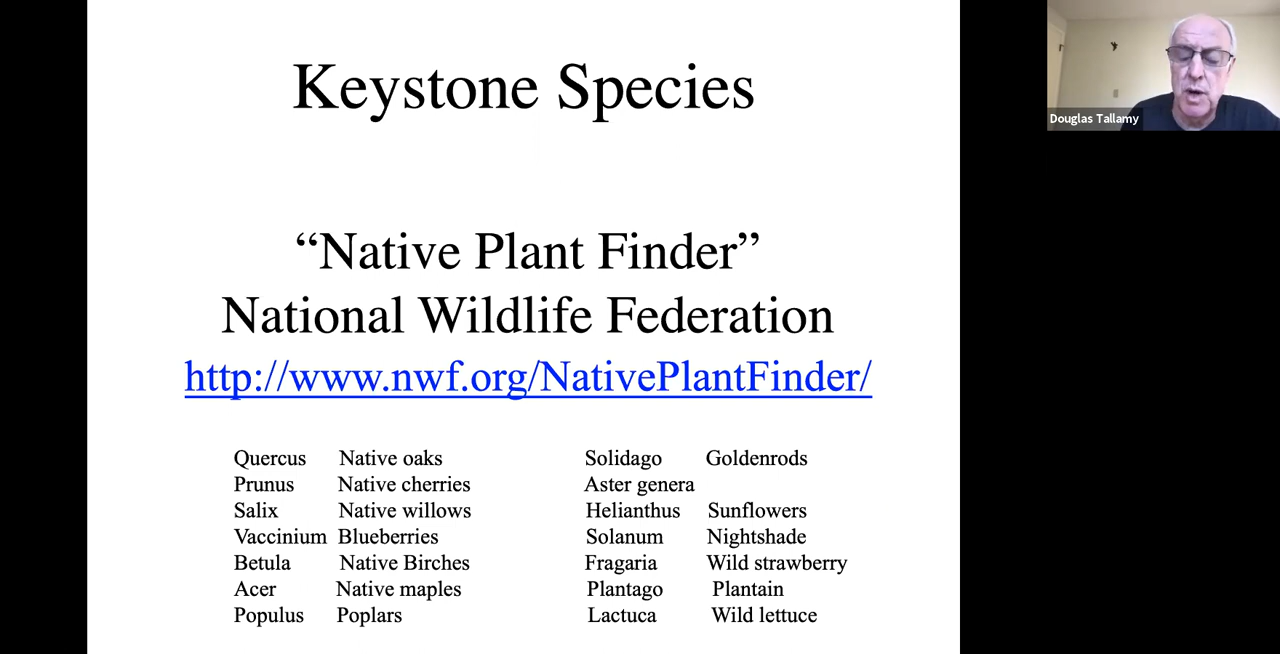 Keystone Species
Douglas Tallamy
“Native Plant Finder”
National Wildlife Federation
http://www.nwf.org/NativePlantFinder/
Quercus Native oaks
Prunus Native cherries
Salix Native willows
Vaccinium Blueberries
Betula Native Birches
Acer Native maples
Populus Poplars
Solidago Goldenrods
Aster genera
Helianthus Sunflowers
Solanum Nightshade
Fragaria Wild strawberry
Plantago Plantain
Lactuca Wild lettuce